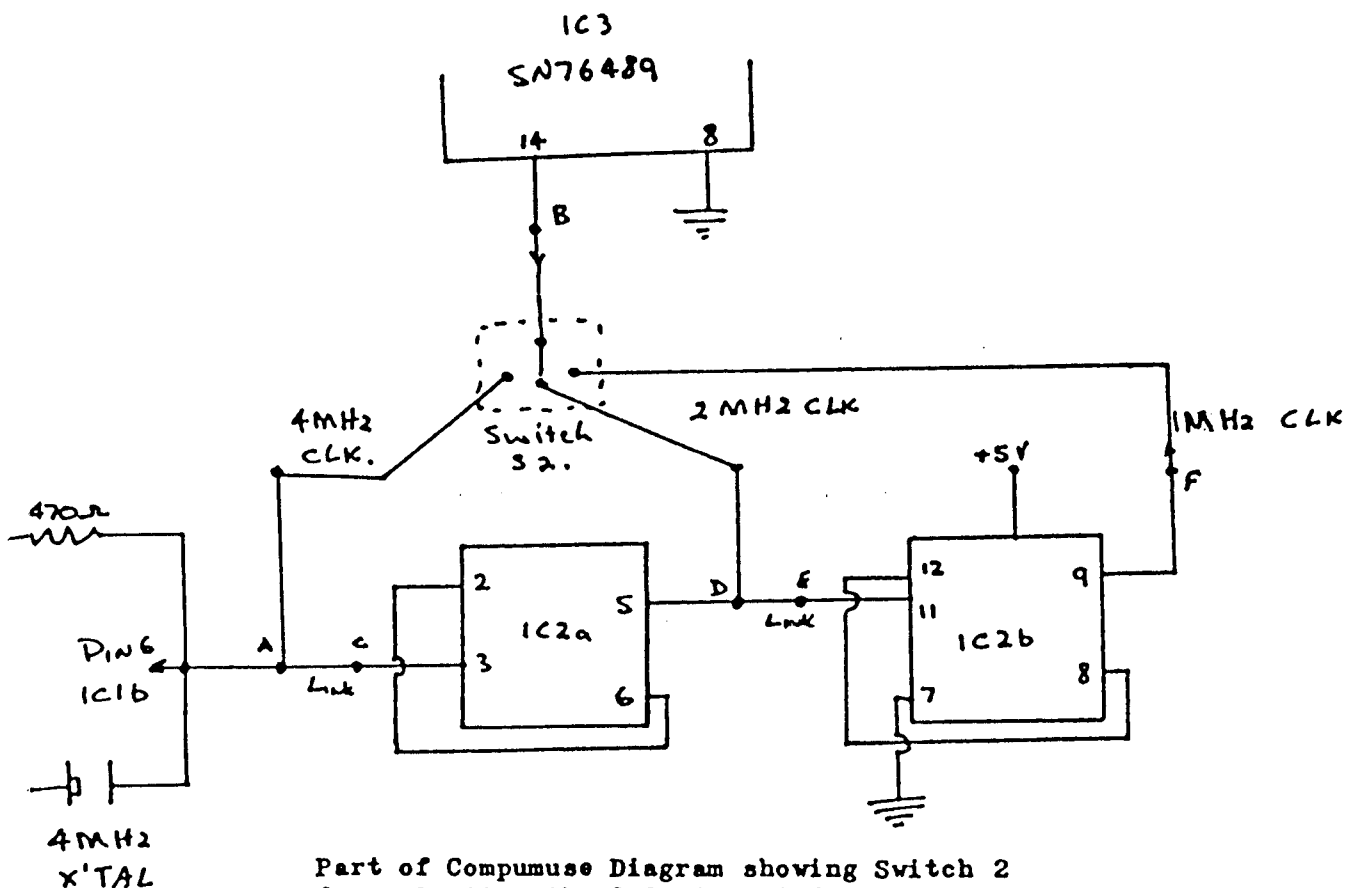 IC3
SN76489
14
8
B
4MHz
CLK.
Switch
S2.
2 MHz CLK
1MHz CLK
+5V
F
470Ω
2
3
5
6
IC2a
D
E
Link
12
11
7
9
8
IC2b
PIN 6
IC1b
A
C
Link
4MHz
X'TAL
Part of Compumuse Diagram showing Switch 2